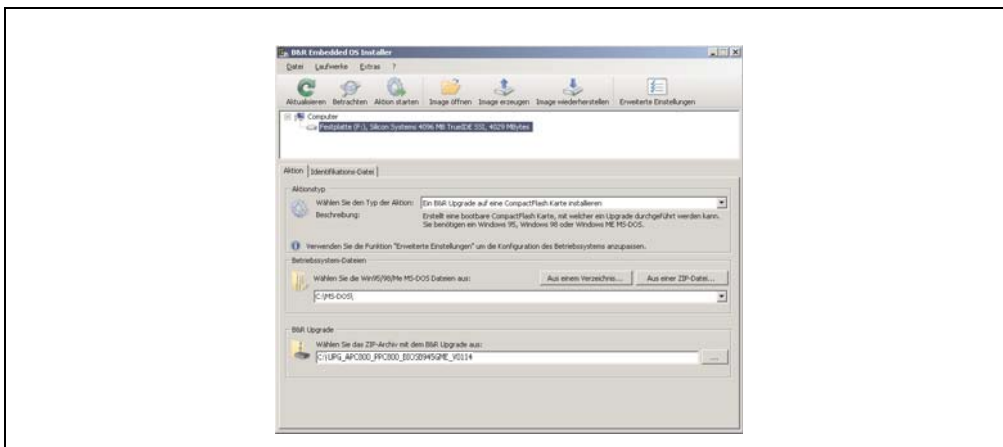 B&R Embedded OS Installer
Datei Laufwerke Extras ?
Aktualisieren Betrachten Aktion starten Image öffnen Image erzeugen Image wiederherstellen Erweiterte Einstellungen
Computer
Festplatte (F:), Silicon Systems 4096 MB TrueIDE SSI, 4029 MBytes
Aktion Identifikations-Datei
Aktionstyp
Wählen Sie den Typ der Aktion: Ein B&R Upgrade auf eine CompactFlash Karte installieren
Beschreibung: Erstellt eine bootbare CompactFlash Karte, mit welcher ein Upgrade durchgeführt werden kann.
Sie benötigen ein Windows 95, Windows 98 oder Windows ME MS-DOS.
Verwenden Sie die Funktion "Erweiterte Einstellungen" um die Konfiguration des Betriebssystems anzupassen.
Betriebssystem-Dateien
Wählen Sie die Win95/98/Me MS-DOS Dateien aus: Aus einem Verzeichnis... Aus einer ZIP-Datei...
C:\MS-DOS\
B&R Upgrade
Wählen Sie das ZIP-Archiv mit dem B&R Upgrade aus:
C:\UPG_APC800_PPC800_BIOSB945GME_V0114 ...